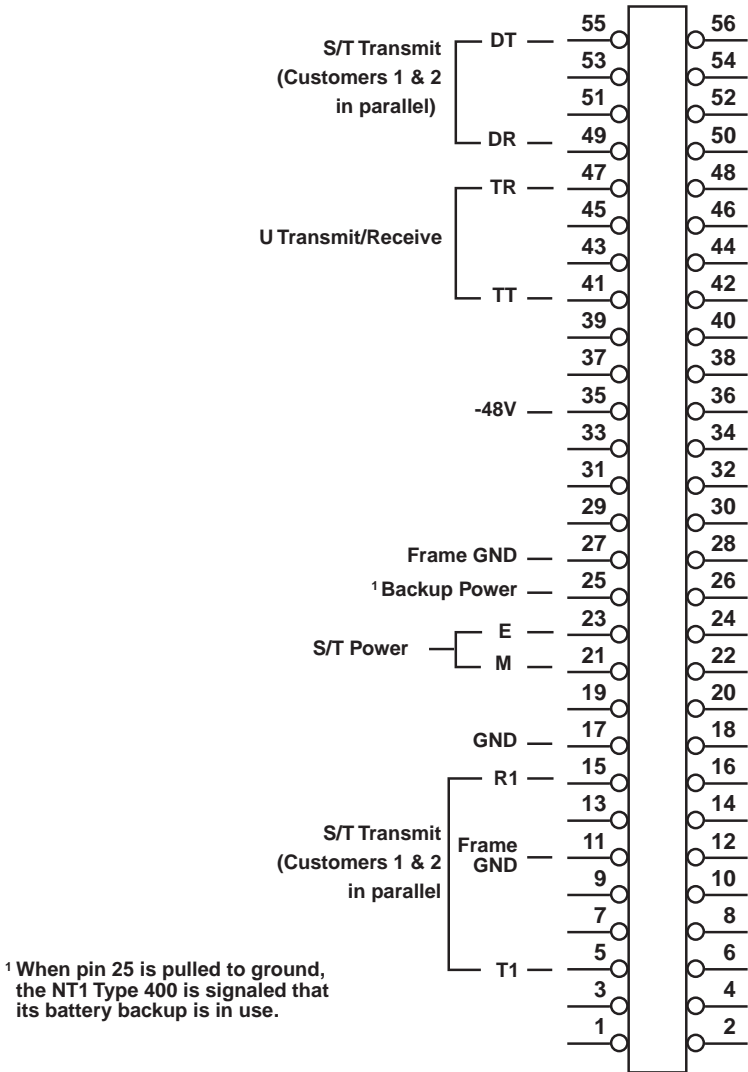 55 56
S/T Transmit
(Customers 1 & 2
in parallel)
DT
53 54
51 52
DR 49 50
TR 47 48
45 46
U Transmit/Receive
43 44
TT 41 42
39 40
37 38
-48V 35 36
33 34
31 32
29 30
Frame GND 27 28
1 Backup Power 25 26
S/T Power
E 23 24
M 21 22
19 20
GND 17 18
R1 15 16
13 14
S/T Transmit
(Customers 1 & 2
in parallel
Frame
GND
11 12
9 10
7 8
T1 5 6
3 4
1 2
1 When pin 25 is pulled to ground,
the NT1 Type 400 is signaled that
its battery backup is in use.